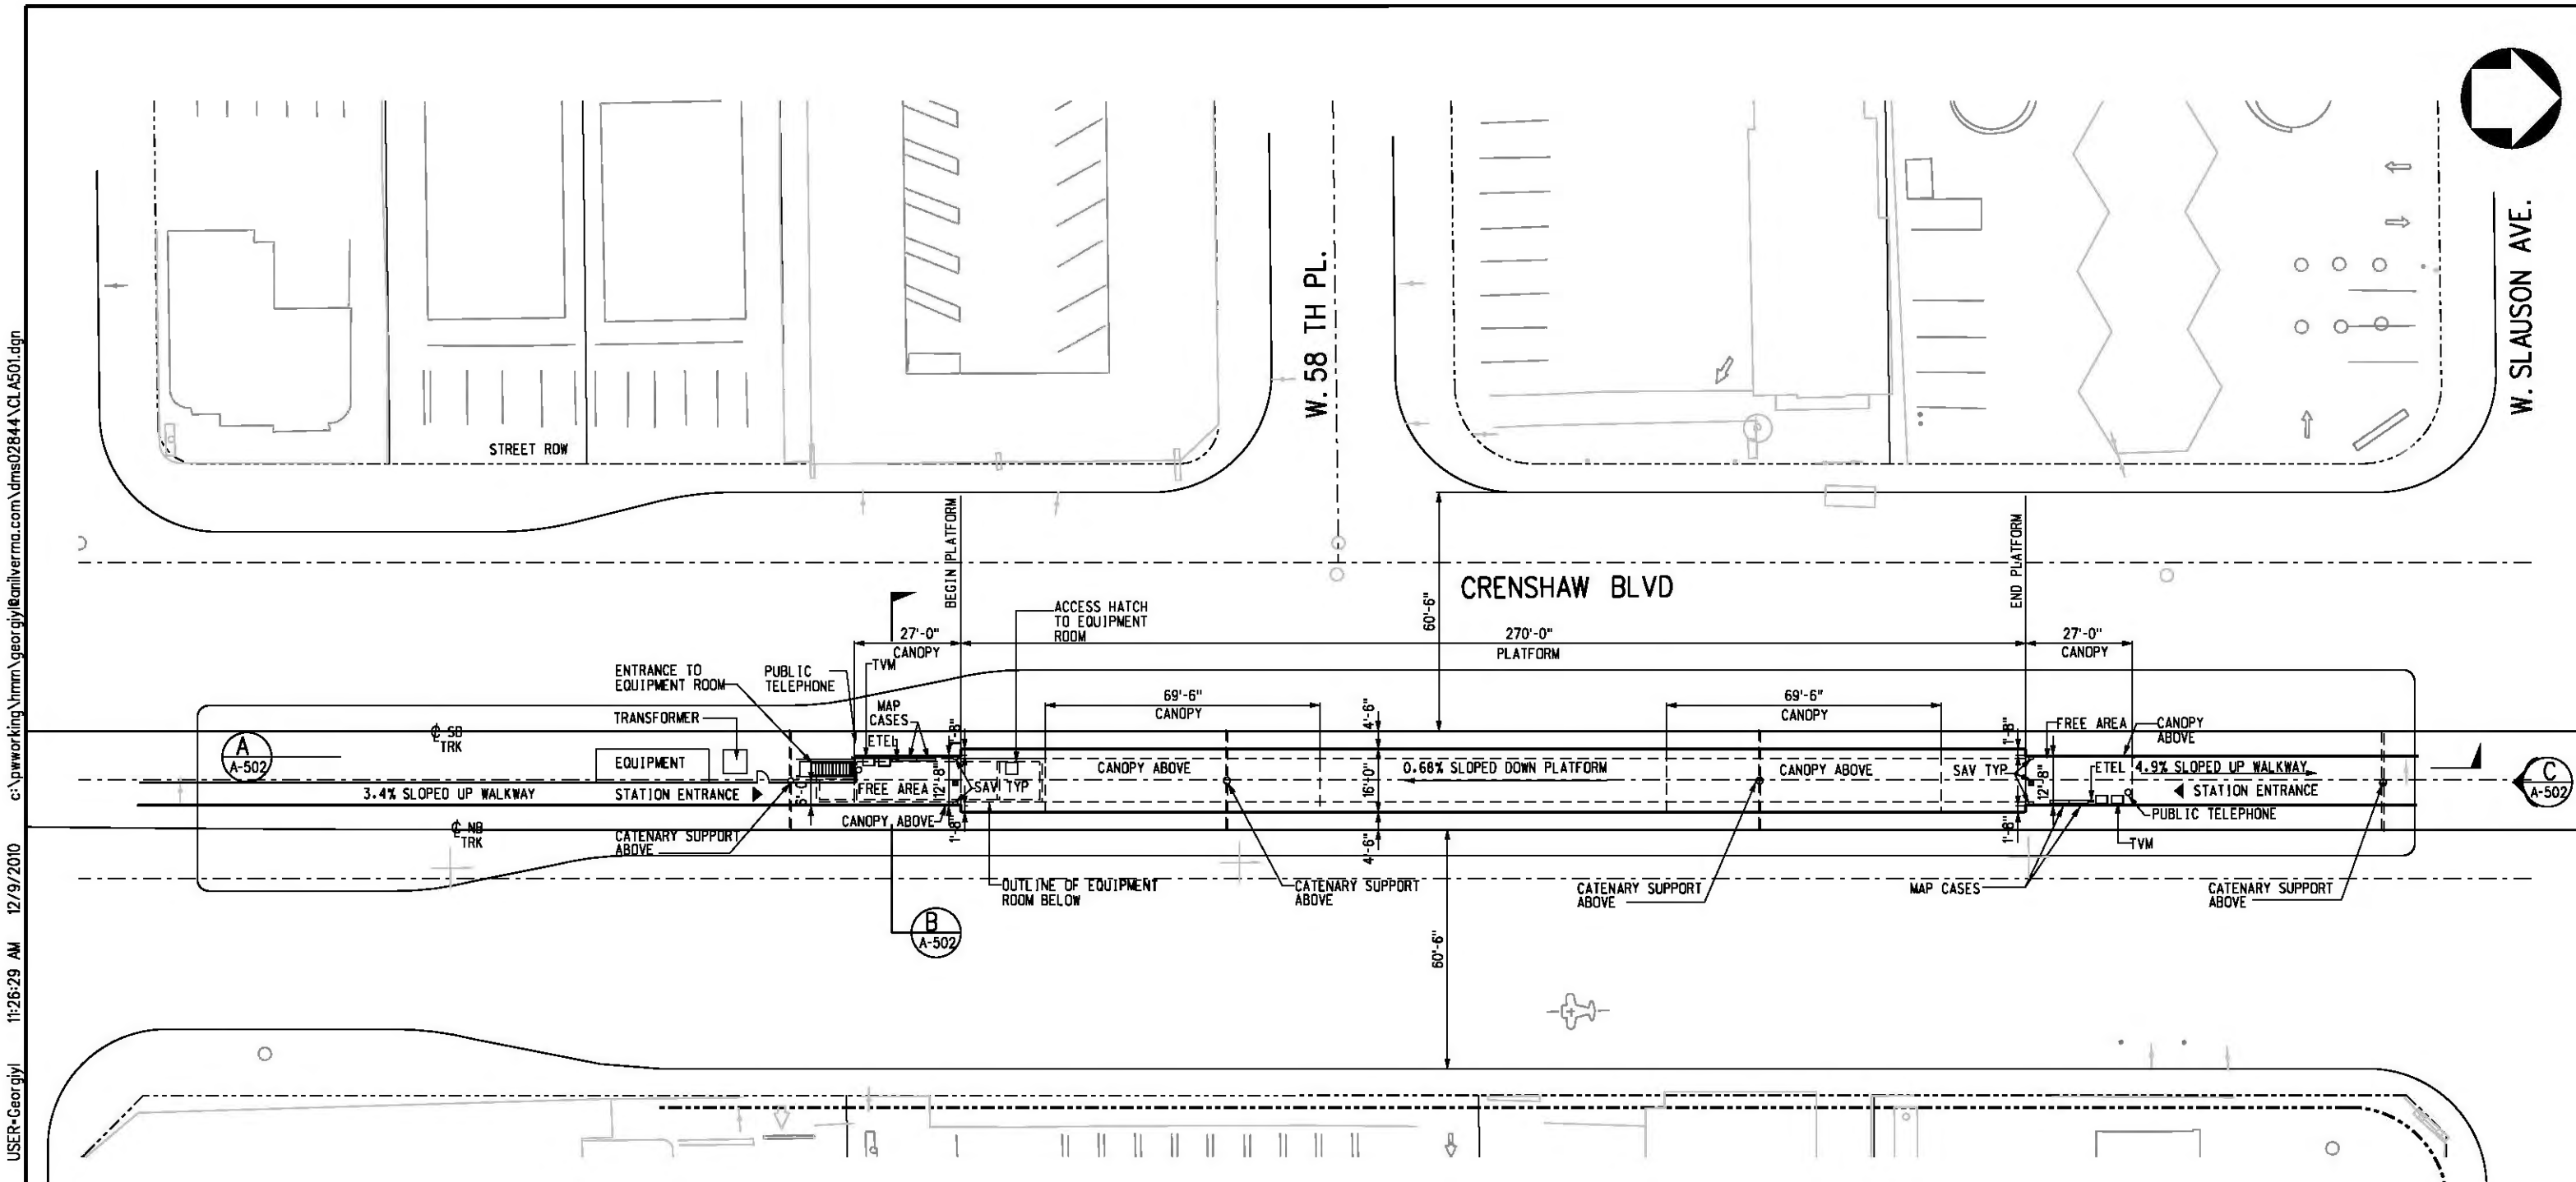 W. SLAUSON AVE.
W. 58 TH PL.
STREET ROW
BEGIN PLATFORM
END PLATFORM
CRENSHAW BLVD
60'-6"
ACCESS HATCH
TO EQUIPMENT
ROOM
27'-0"
CANOPY
270'-0"
PLATFORM
27'-0"
CANOPY
TVM
ENTRANCE TO
EQUIPMENT ROOM
PUBLIC
TELEPHONE
69'-6"
CANOPY
69'-6"
CANOPY
TRANSFORMER
MAP
CASES
ETEL
1'-8"
4'-6"
1'-8"
FREE AREA
CANOPY
ABOVE
℄ SB
TRK
A
A-502
EQUIPMENT
CANOPY ABOVE
0.68% SLOPED DOWN PLATFORM
CANOPY ABOVE
SAV TYP
ETEL
4.9% SLOPED UP WALKWAY
C
A-502
3.4% SLOPED UP WALKWAY
STATION ENTRANCE
FREE AREA
12'-8"
SAV TYP
16'-0"
12'-8"
STATION ENTRANCE
PUBLIC TELEPHONE
TVM
℄ NB
TRK
CATENARY SUPPORT
ABOVE
CANOPY ABOVE
1'-8"
4'-6"
1'-8"
OUTLINE OF EQUIPMENT
ROOM BELOW
CATENARY SUPPORT
ABOVE
CATENARY SUPPORT
ABOVE
MAP CASES
CATENARY SUPPORT
ABOVE
B
A-502
60'-6"
USER=Georgiyl 11:26:29 AM 12/9/2010 c:\pwworking\hmm\georgiyl@anilverma.com\dms02844\CLA501.dgn